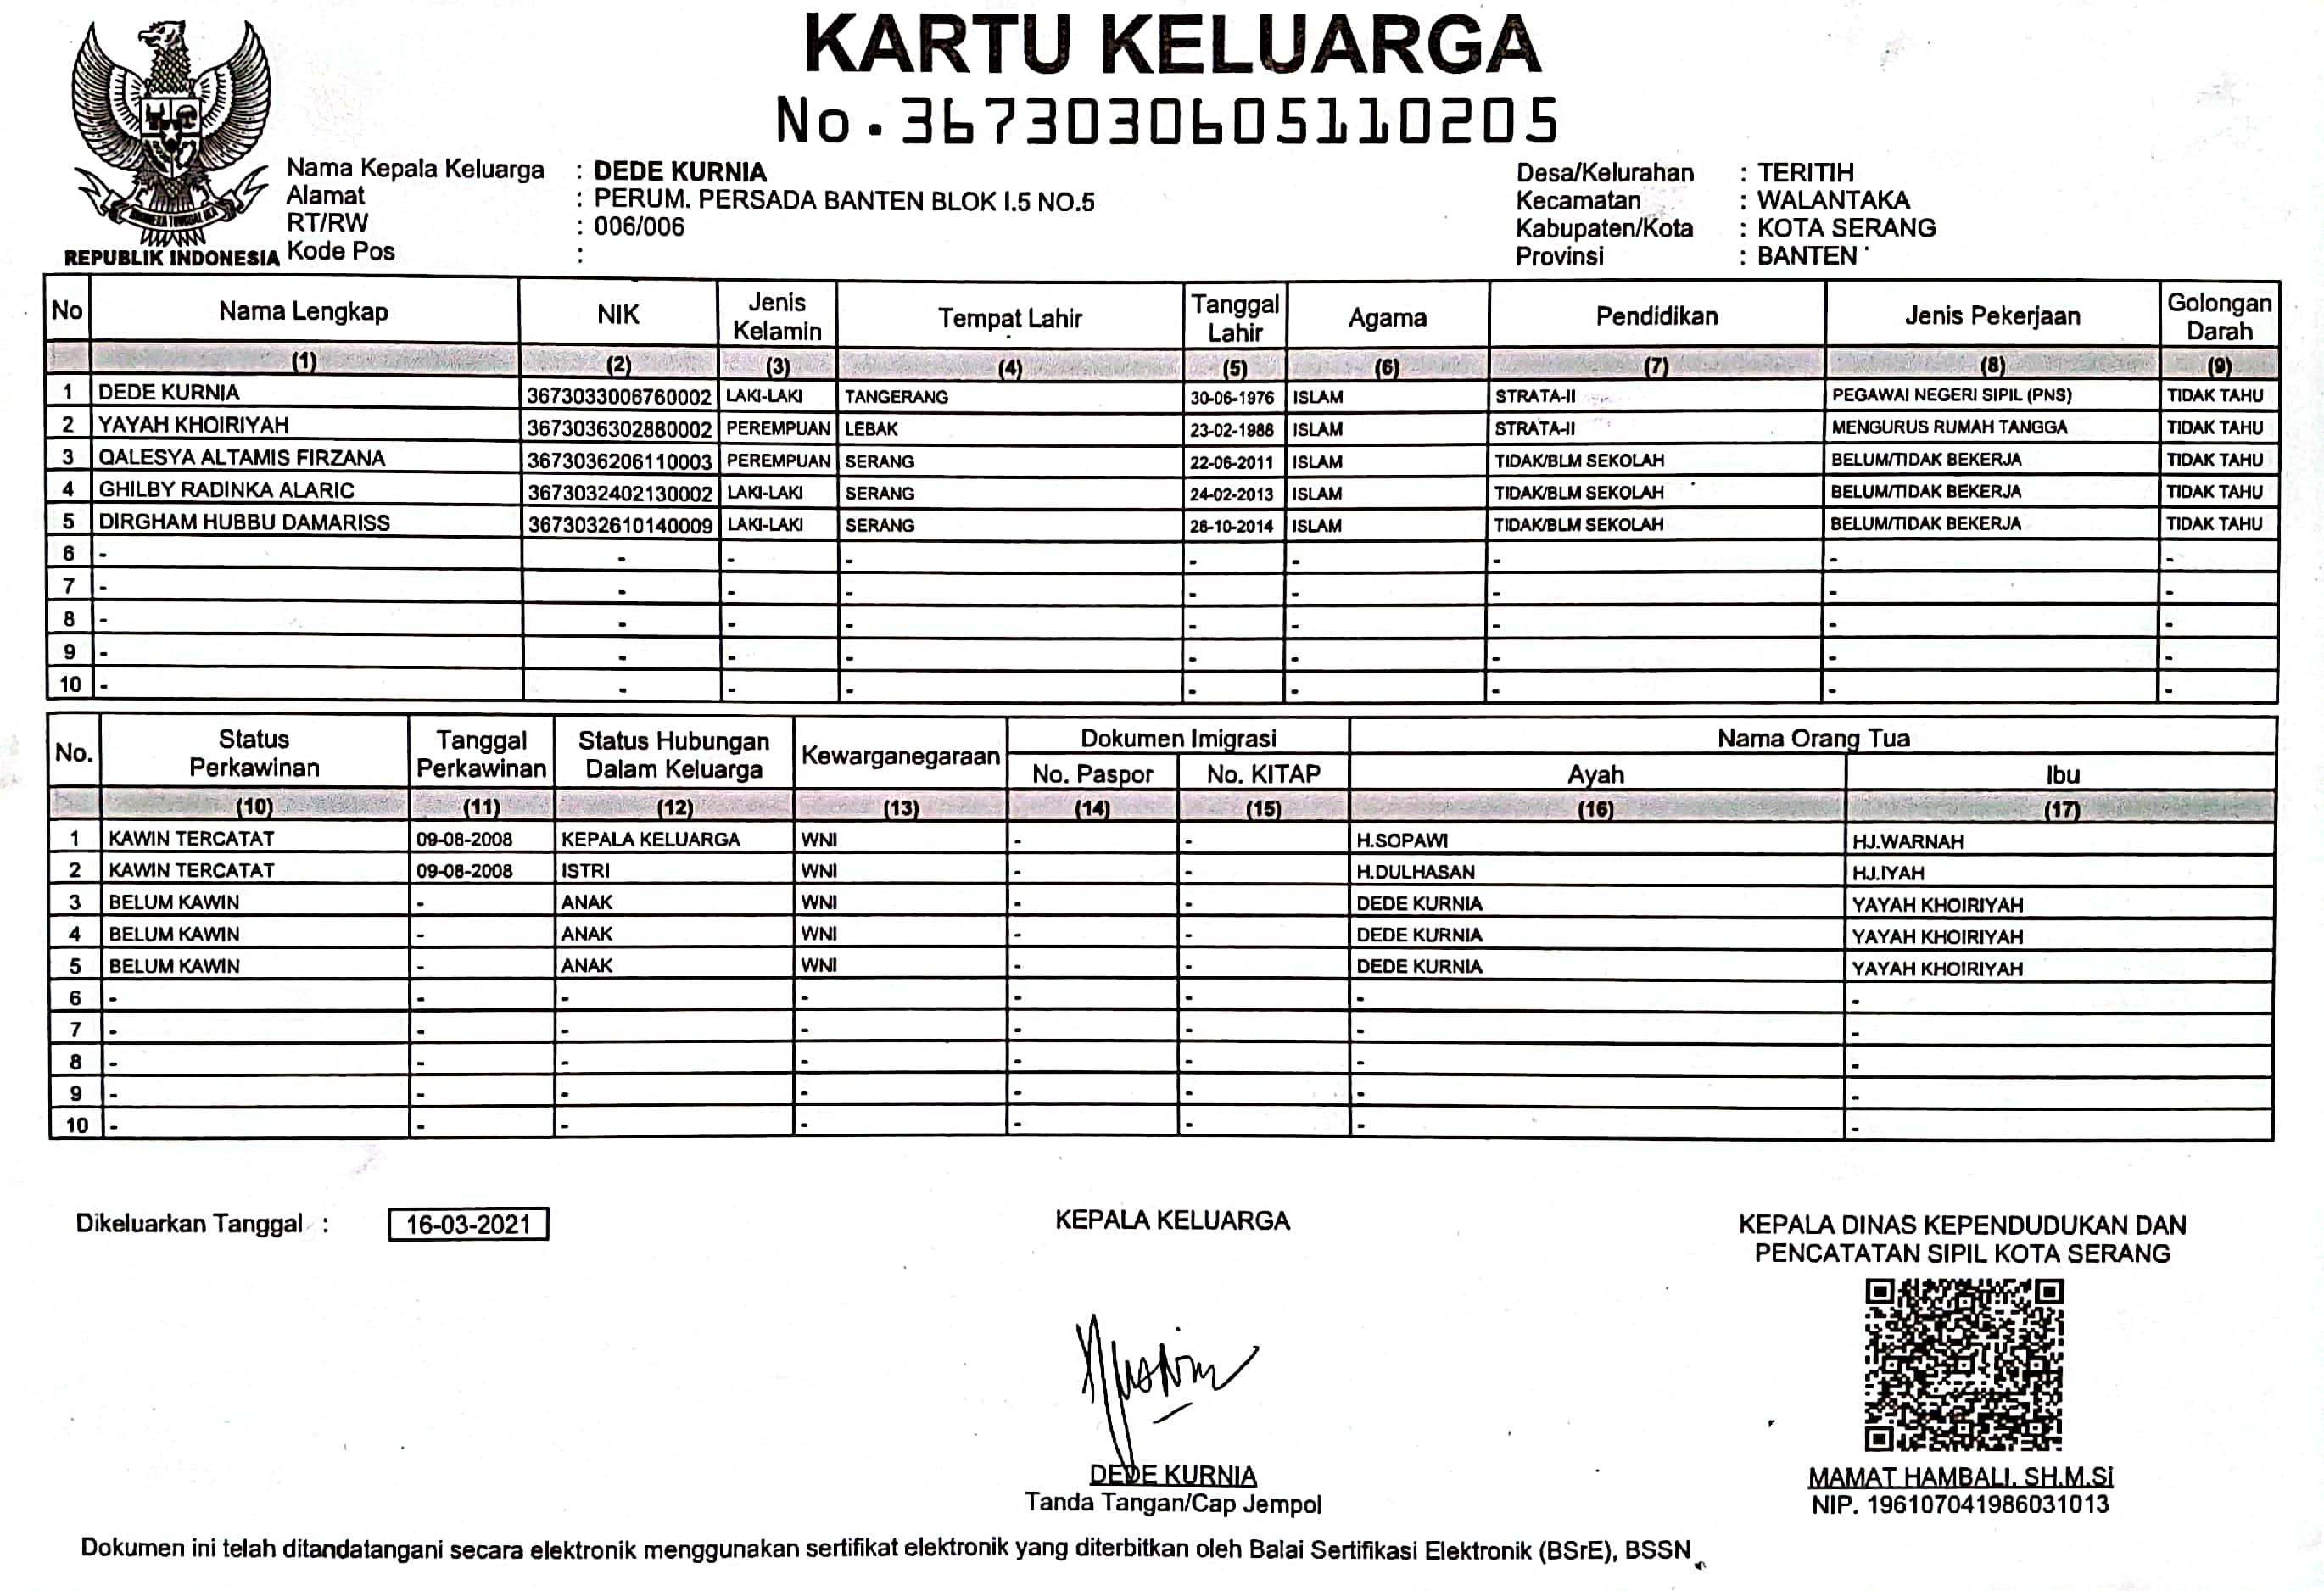 KARTU KELUARGA
No. 3673030605110205
REPUBLIK INDONESIA
Nama Kepala Keluarga : DEDE KURNIA
Alamat : PERUM. PERSADA BANTEN BLOK I.5 NO.5
RT/RW : 006/006
Kode Pos :
Desa/Kelurahan : TERITIH
Kecamatan : WALANTAKA
Kabupaten/Kota : KOTA SERANG
Provinsi : BANTEN
No Nama Lengkap NIK Jenis Kelamin Tempat Lahir Tanggal Lahir Agama Pendidikan Jenis Pekerjaan Golongan Darah
(1) (2) (3) (4) (5) (6) (7) (8) (9)
1 DEDE KURNIA 3673033006760002 LAKI-LAKI TANGERANG 30-06-1976 ISLAM STRATA-II PEGAWAI NEGERI SIPIL (PNS) TIDAK TAHU
2 YAYAH KHOIRIYAH 3673036302880002 PEREMPUAN LEBAK 23-02-1988 ISLAM STRATA-II MENGURUS RUMAH TANGGA TIDAK TAHU
3 QALESYA ALTAMIS FIRZANA 3673036206110003 PEREMPUAN SERANG 22-06-2011 ISLAM TIDAK/BLM SEKOLAH BELUM/TIDAK BEKERJA TIDAK TAHU
4 GHILBY RADINKA ALARIC 3673032402130002 LAKI-LAKI SERANG 24-02-2013 ISLAM TIDAK/BLM SEKOLAH BELUM/TIDAK BEKERJA TIDAK TAHU
5 DIRGHAM HUBBU DAMARISS 3673032610140009 LAKI-LAKI SERANG 26-10-2014 ISLAM TIDAK/BLM SEKOLAH BELUM/TIDAK BEKERJA TIDAK TAHU
6 - - - - - - - - -
7 - - - - - - - - -
8 - - - - - - - - -
9 - - - - - - - - -
10 - - - - - - - - -
No. Status Perkawinan Tanggal Perkawinan Status Hubungan Dalam Keluarga Kewarganegaraan Dokumen Imigrasi Nama Orang Tua
No. Paspor No. KITAP Ayah Ibu
(10) (11) (12) (13) (14) (15) (16) (17)
1 KAWIN TERCATAT 09-08-2008 KEPALA KELUARGA WNI - - H.SOPAWI HJ.WARNAH
2 KAWIN TERCATAT 09-08-2008 ISTRI WNI - - H.DULHASAN HJ.IYAH
3 BELUM KAWIN - ANAK WNI - - DEDE KURNIA YAYAH KHOIRIYAH
4 BELUM KAWIN - ANAK WNI - - DEDE KURNIA YAYAH KHOIRIYAH
5 BELUM KAWIN - ANAK WNI - - DEDE KURNIA YAYAH KHOIRIYAH
6 - - - - - - - -
7 - - - - - - - -
8 - - - - - - - -
9 - - - - - - - -
10 - - - - - - - -
Dikeluarkan Tanggal : 16-03-2021
KEPALA KELUARGA
DEDE KURNIA
Tanda Tangan/Cap Jempol
KEPALA DINAS KEPENDUDUKAN DAN
PENCATATAN SIPIL KOTA SERANG
MAMAT HAMBALI, SH.M.Si
NIP. 196107041986031013
Dokumen ini telah ditandatangani secara elektronik menggunakan sertifikat elektronik yang diterbitkan oleh Balai Sertifikasi Elektronik (BSrE), BSSN